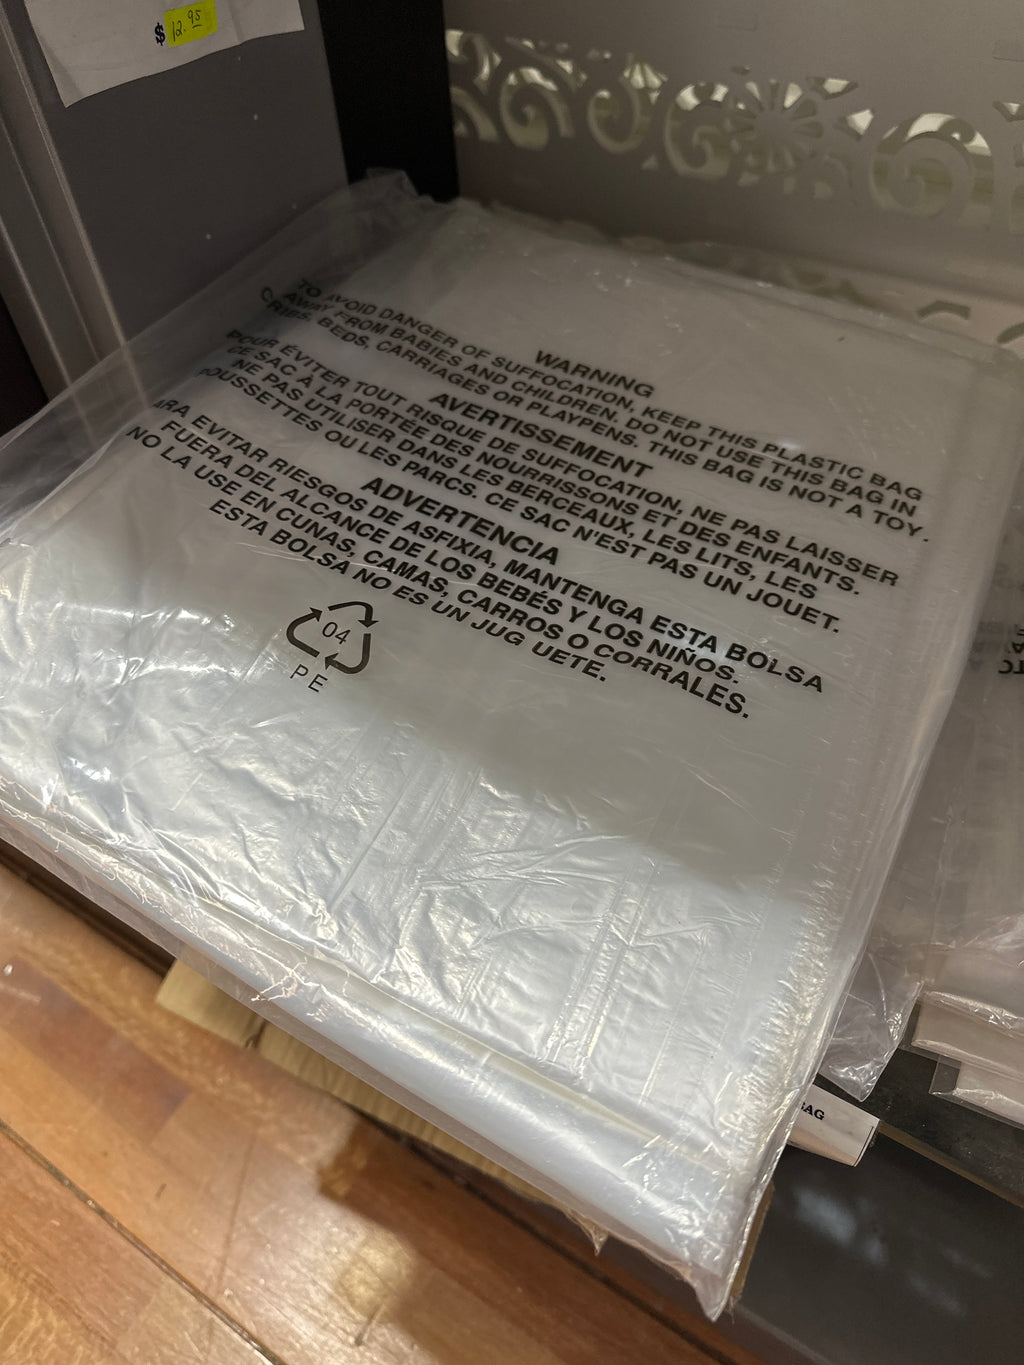 $ 12.95
WARNING
TO AVOID DANGER OF SUFFOCATION, KEEP THIS PLASTIC BAG
AWAY FROM BABIES AND CHILDREN. DO NOT USE THIS BAG IN
CRIBS, BEDS, CARRIAGES OR PLAYPENS. THIS BAG IS NOT A TOY.
AVERTISSEMENT
POUR ÉVITER TOUT RISQUE DE SUFFOCATION, NE PAS LAISSER
CE SAC À LA PORTÉE DES NOURRISSONS ET DES ENFANTS.
NE PAS UTILISER DANS LES BERCEAUX, LES LITS, LES
POUSSETTES OU LES PARCS. CE SAC N'EST PAS UN JOUET.
ADVERTENCIA
ARA EVITAR RIESGOS DE ASFIXIA, MANTENGA ESTA BOLSA
FUERA DEL ALCANCE DE LOS BEBÉS Y LOS NIÑOS.
NO LA USE EN CUNAS, CAMAS, CARROS O CORRALES.
ESTA BOLSA NO ES UN JUG UETE.
04
PE
BAG